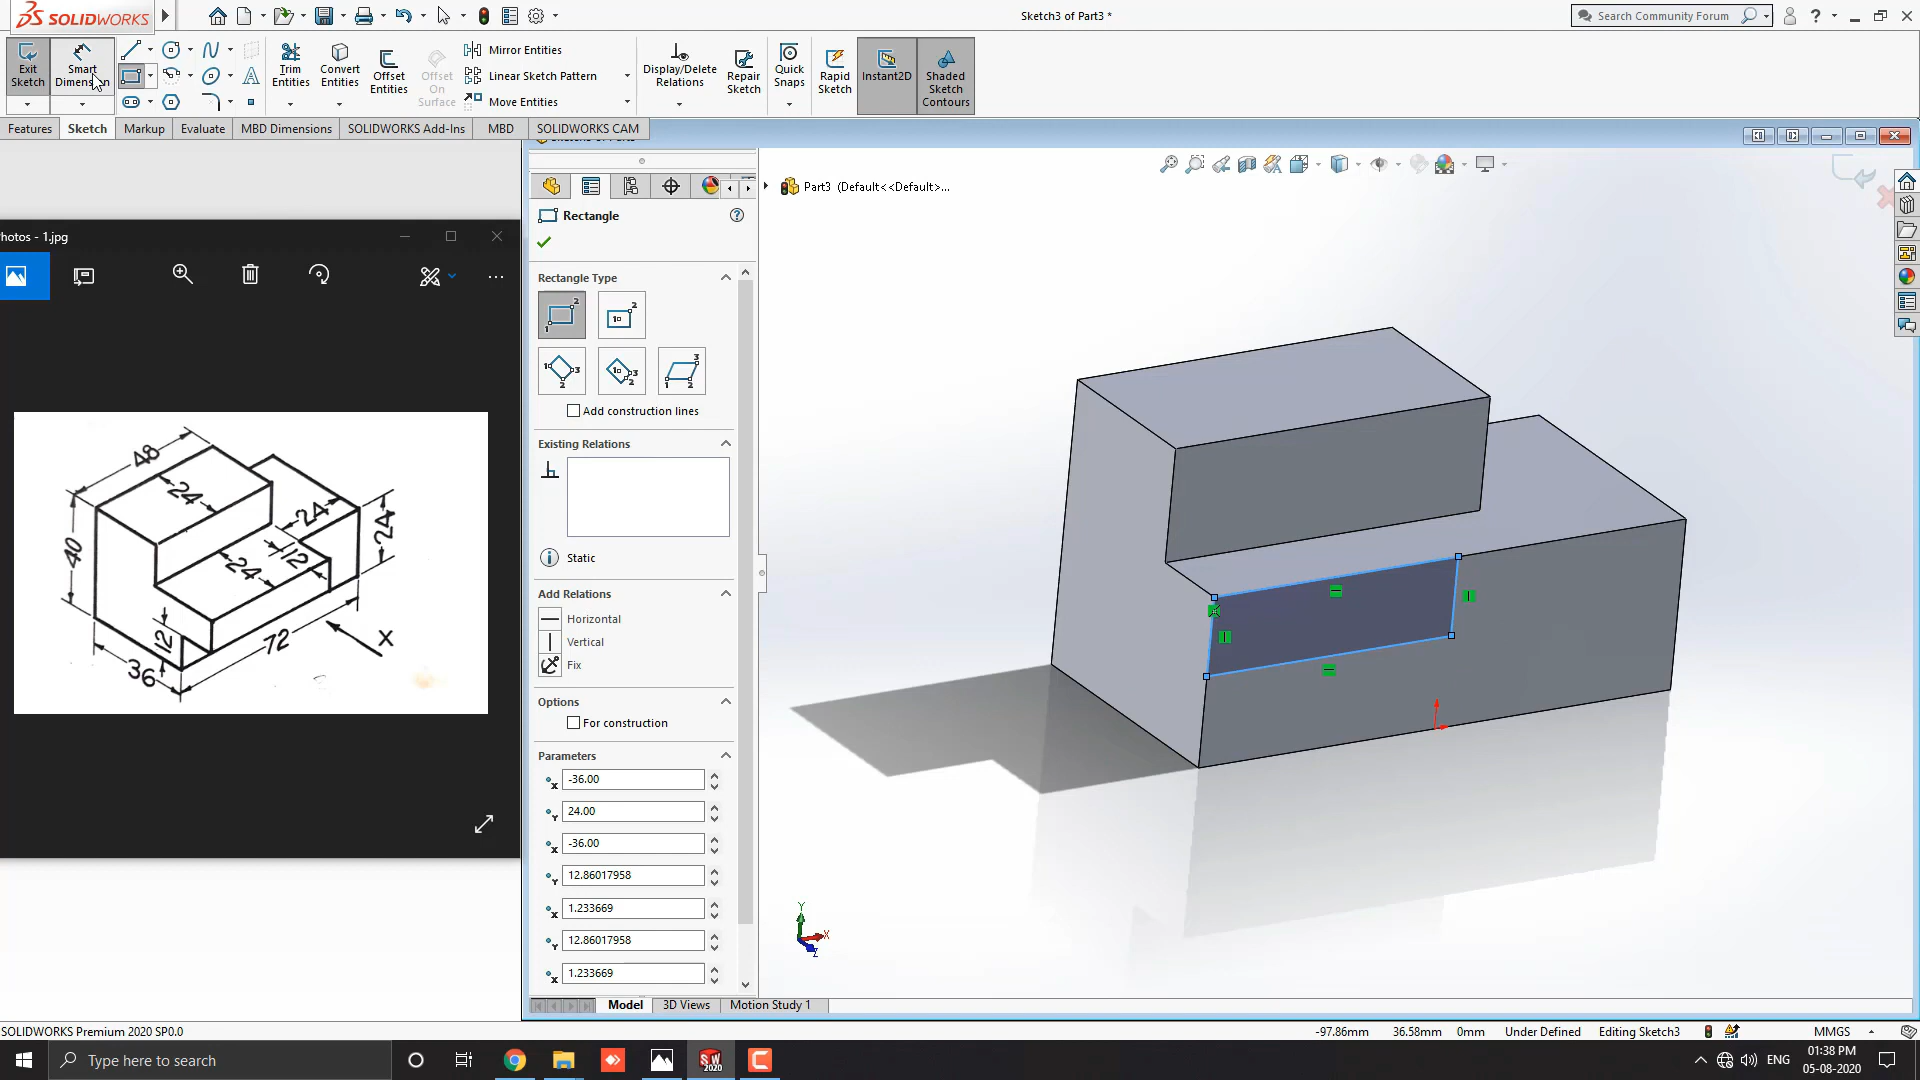 SOLIDWORKS
Sketch3 of Part3 *
Search Community Forum
Exit Sketch
Smart Dimension
Trim Entities
Convert Entities
Offset Entities
Offset On Surface
Mirror Entities
Linear Sketch Pattern
Move Entities
Display/Delete Relations
Repair Sketch
Quick Snaps
Rapid Sketch
Instant2D
Shaded Sketch Contours
Features
Sketch
Markup
Evaluate
MBD Dimensions
SOLIDWORKS Add-Ins
MBD
SOLIDWORKS CAM
hotos - 1.jpg
48
24
40
24
24
12
24
12
36
72
X
Part3 (Default<<Default>...
Rectangle
Rectangle Type
Add construction lines
Existing Relations
Static
Add Relations
Horizontal
Vertical
Fix
Options
For construction
Parameters
-36.00
24.00
-36.00
12.86017958
1.233669
12.86017958
1.233669
Y
X
Z
Model
3D Views
Motion Study 1
SOLIDWORKS Premium 2020 SP0.0
-97.86mm
36.58mm
0mm
Under Defined
Editing Sketch3
MMGS
Type here to search
SW 2020
ENG
01:38 PM
05-08-2020